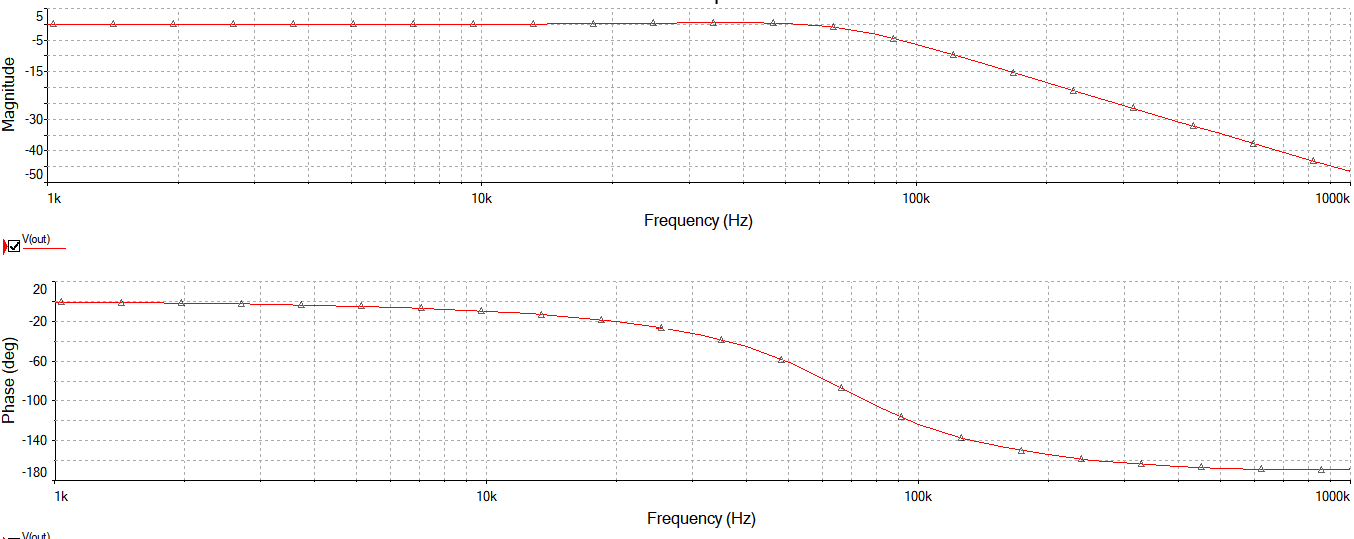 5
-5
-15
-30
-40
-50
Magnitude
1k 10k 100k 1000k
Frequency (Hz)
V(out)
20
-20
-60
-100
-140
-180
Phase (deg)
1k 10k 100k 1000k
Frequency (Hz)
V(out)